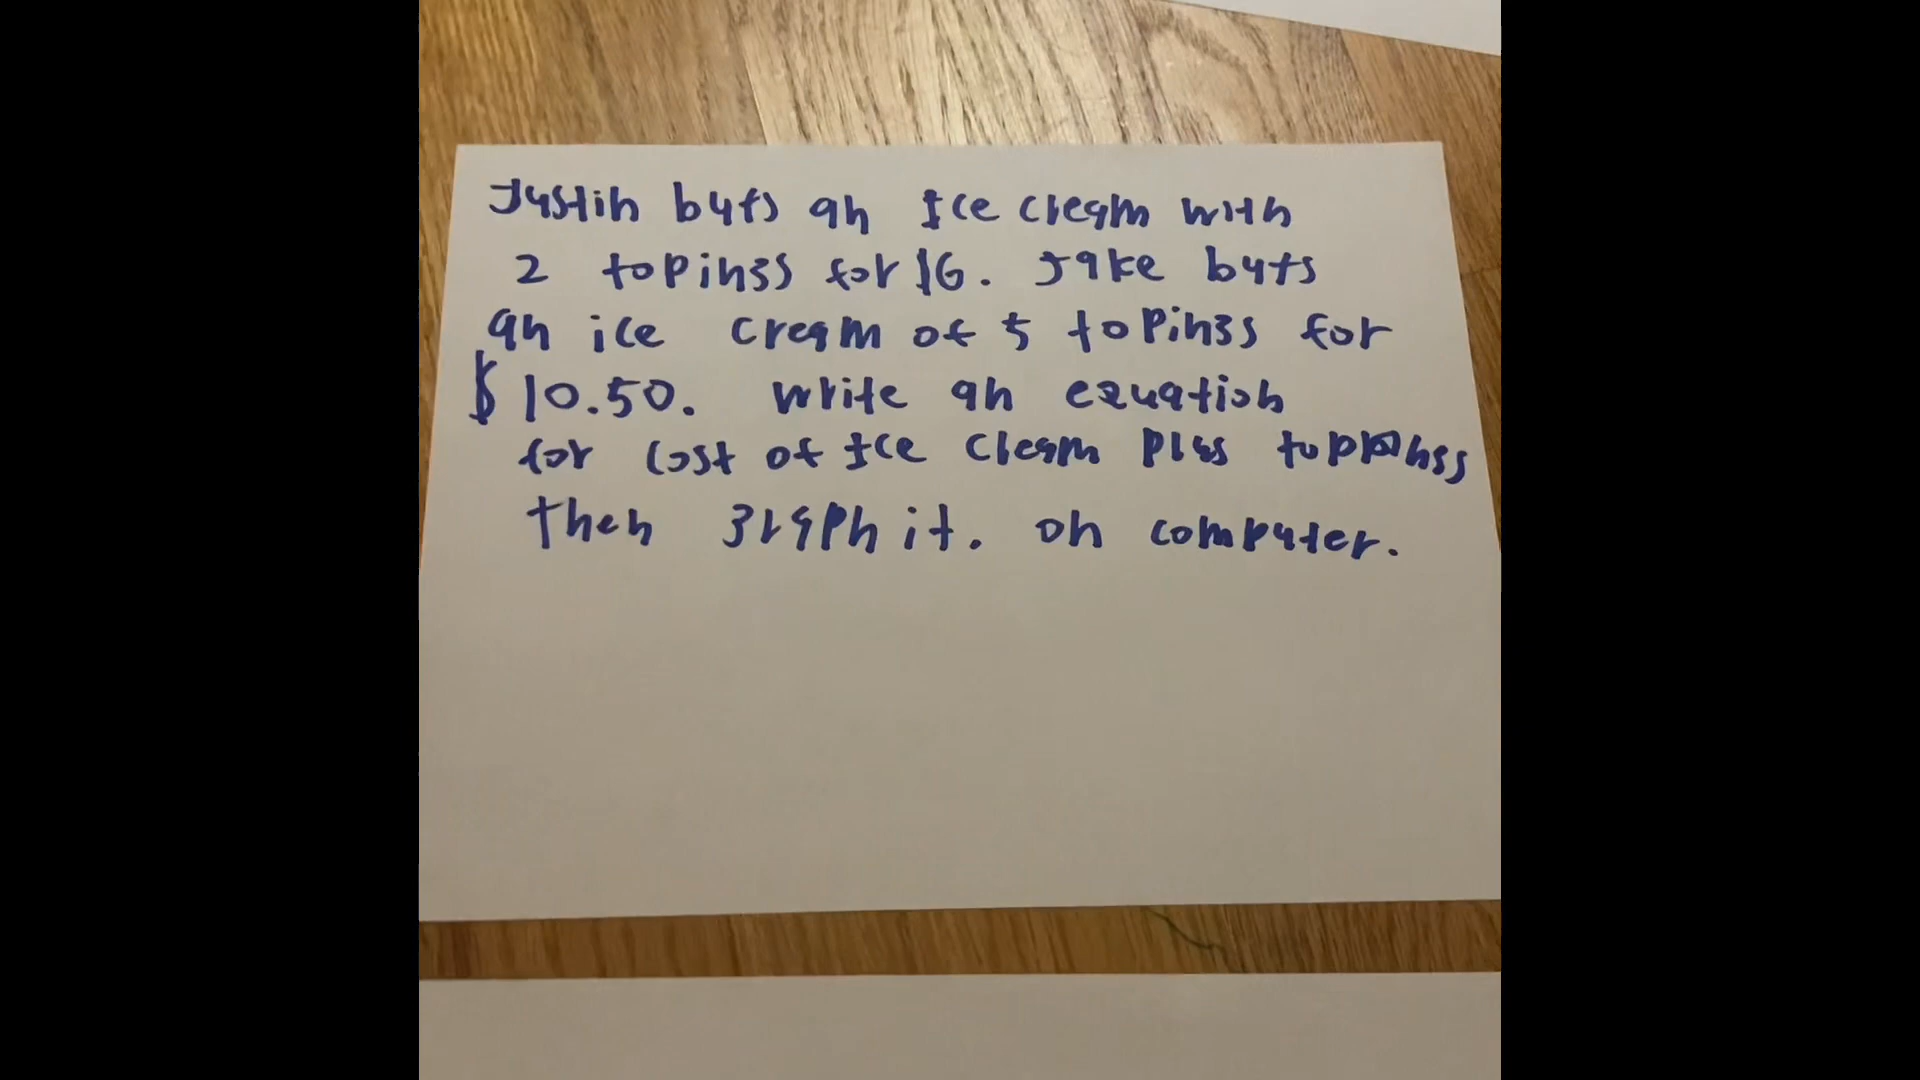 Justin buys an Ice cream with
2 topings for $6. Jake buys
an ice cream of 5 topings for
$10.50. write an equation
for cost of Ice cream plus toppings
then graph it. on computer.